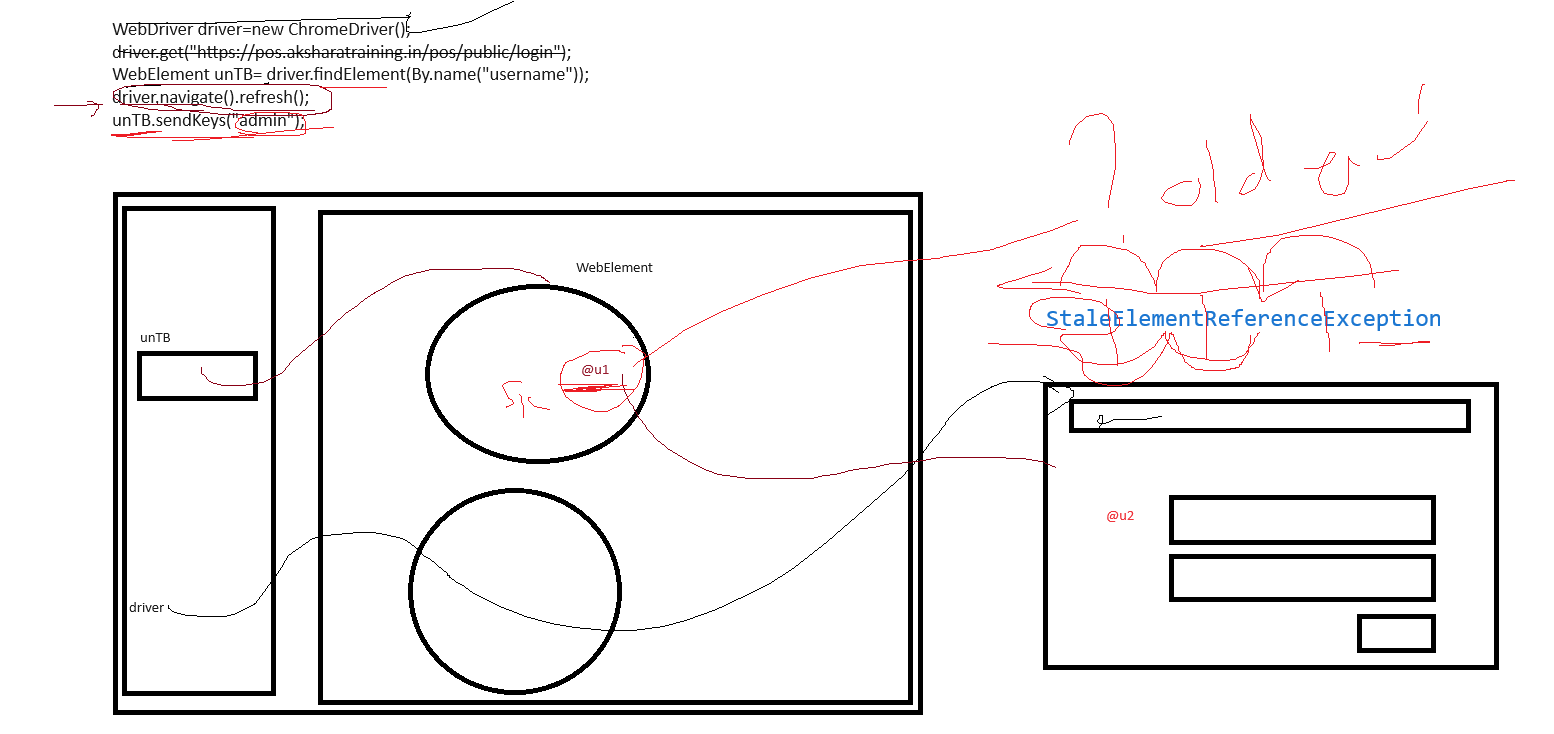 WebDriver driver=new ChromeDriver();
driver.get("https://pos.aksharatraining.in/pos/public/login");
WebElement unTB= driver.findElement(By.name("username"));
driver.navigate().refresh();
unTB.sendKeys("admin");
old
WebElement
StaleElementReferenceException
unTB
@u1
@u2
driver